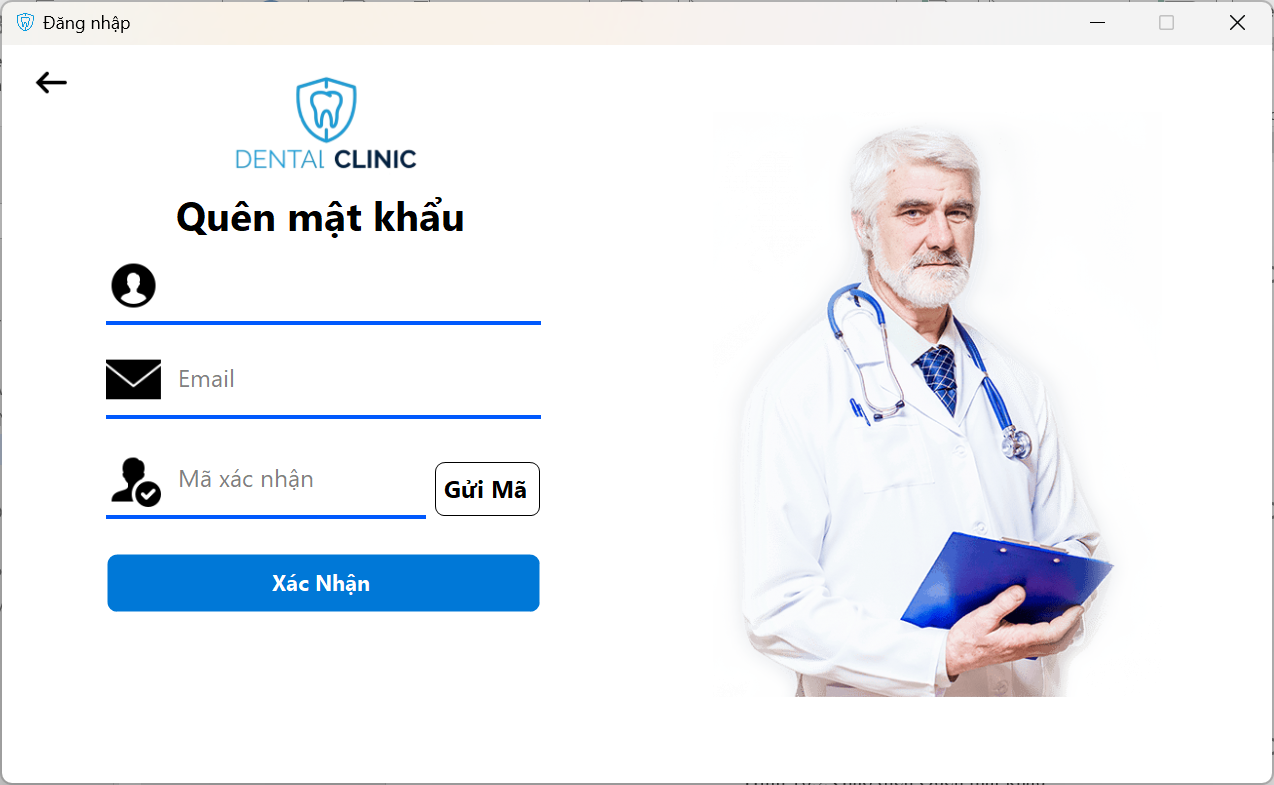 Đăng nhập
DENTAL CLINIC
Quên mật khẩu
Email
Mã xác nhận
Gửi Mã
Xác Nhận